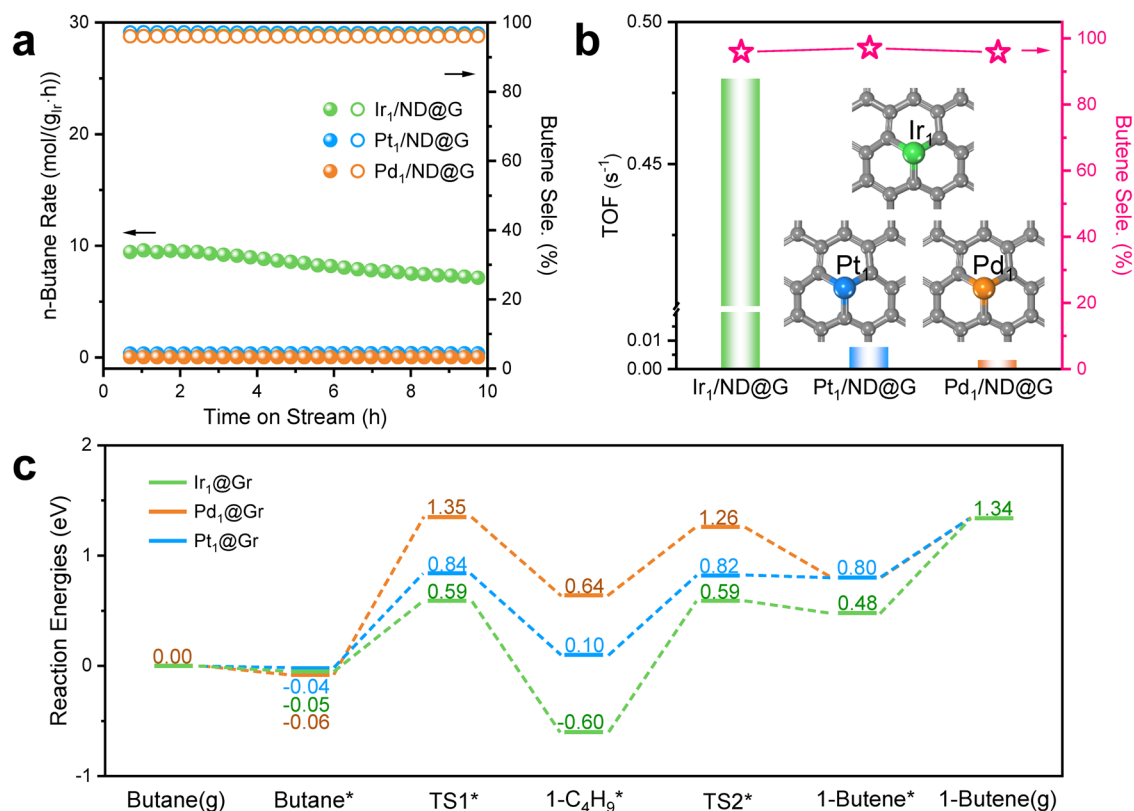 a
n-Butane Rate (mol/(g_Ir·h))
30
20
10
0
100
80
60
40
20
0
Butene Sele. (%)
Ir₁/ND@G
Pt₁/ND@G
Pd₁/ND@G
0 2 4 6 8 10
Time on Stream (h)
b
TOF (s⁻¹)
0.50
0.45
0.01
0.00
100
80
60
40
20
0
Butene Sele. (%)
Ir₁
Pt₁
Pd₁
Ir₁/ND@G Pt₁/ND@G Pd₁/ND@G
c
Reaction Energies (eV)
2
1
0
-1
Ir₁@Gr
Pd₁@Gr
Pt₁@Gr
0.00
-0.04
-0.05
-0.06
1.35
0.84
0.59
0.64
0.10
-0.60
1.26
0.82
0.59
0.80
0.48
1.34
Butane(g) Butane* TS1* 1-C₄H₉* TS2* 1-Butene* 1-Butene(g)